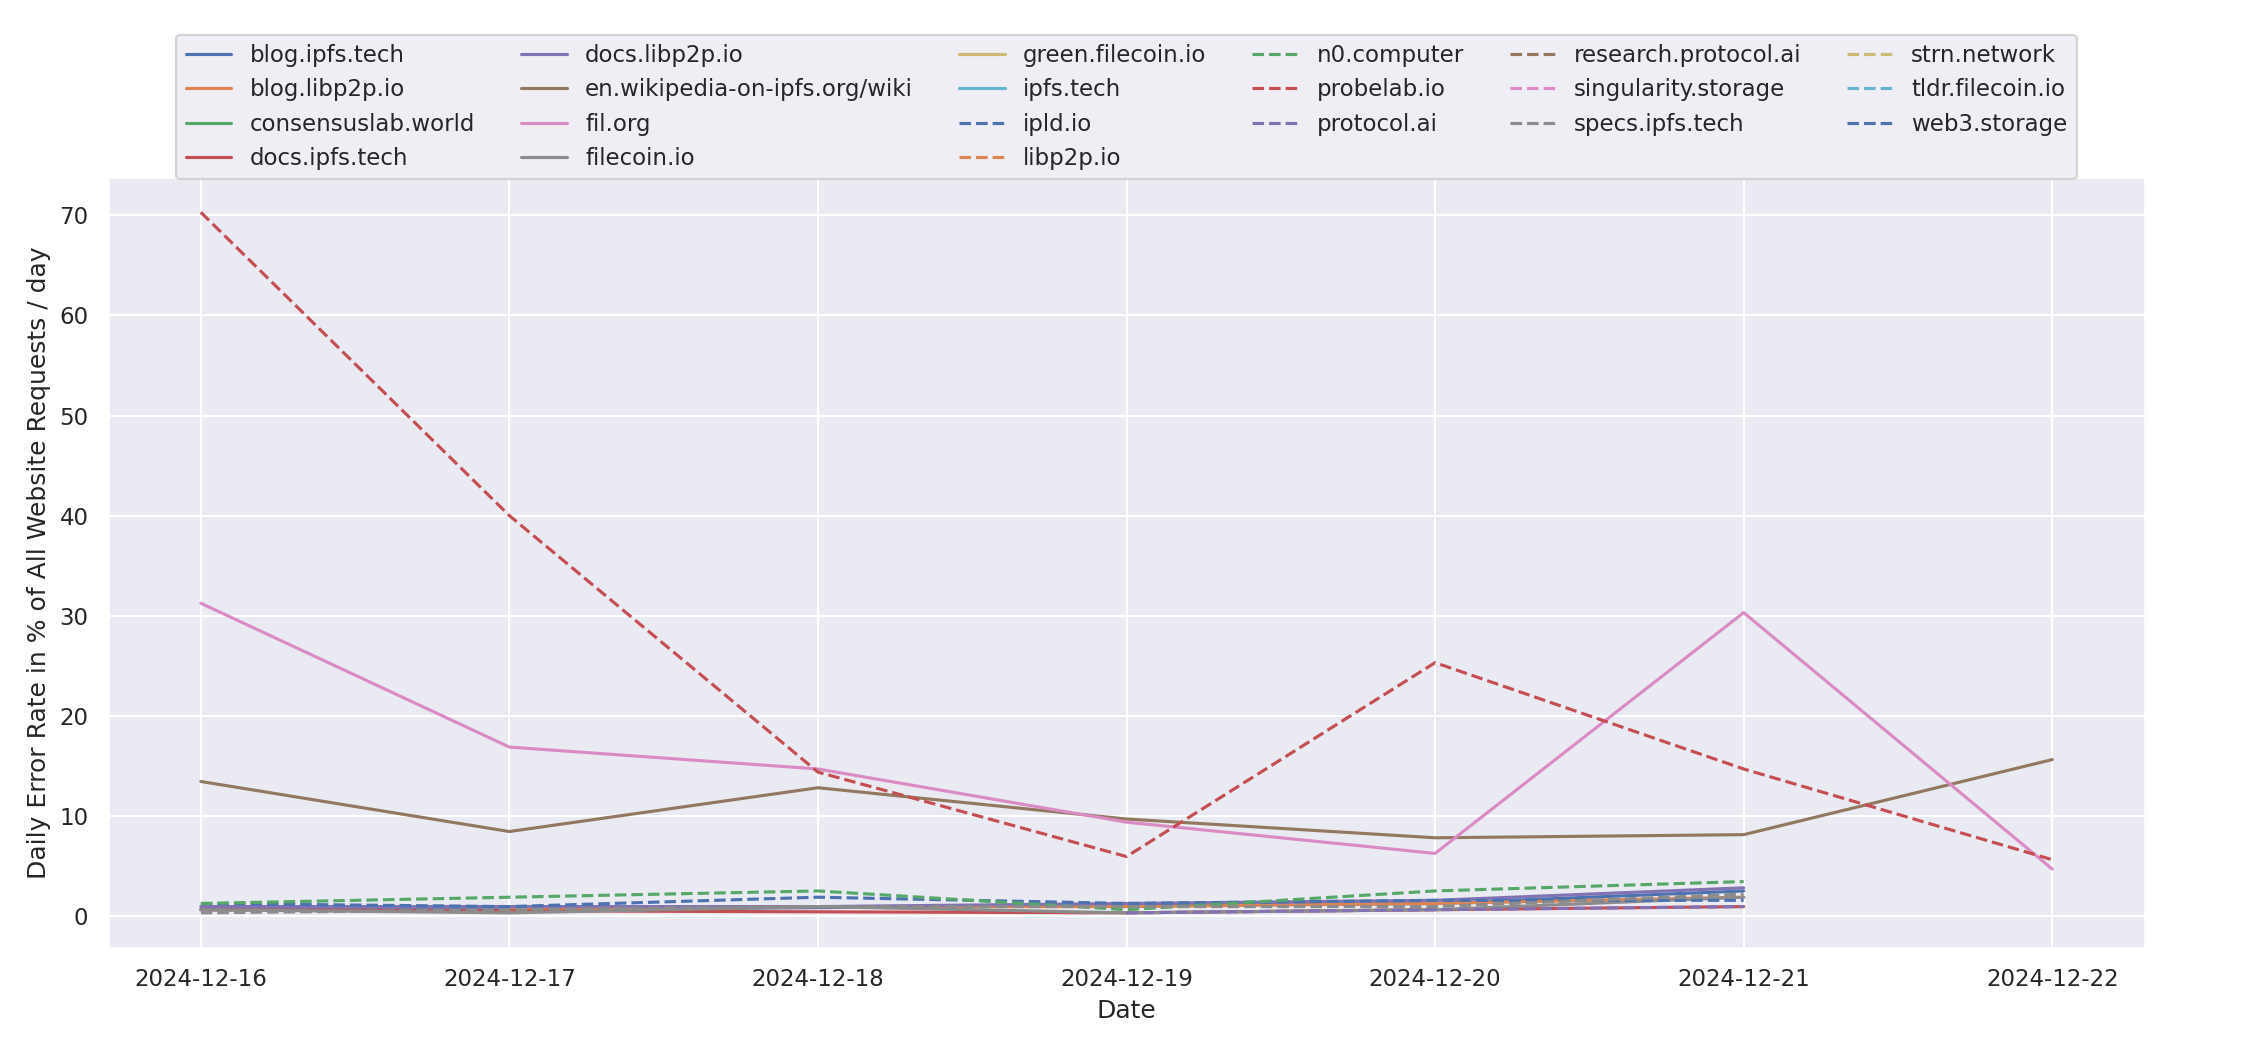 blog.ipfs.tech
blog.libp2p.io
consensuslab.world
docs.ipfs.tech
docs.libp2p.io
en.wikipedia-on-ipfs.org/wiki
fil.org
filecoin.io
green.filecoin.io
ipfs.tech
ipld.io
libp2p.io
n0.computer
probelab.io
protocol.ai
research.protocol.ai
singularity.storage
specs.ipfs.tech
strn.network
tldr.filecoin.io
web3.storage
Daily Error Rate in % of All Website Requests / day
70
60
50
40
30
20
10
0
2024-12-16
2024-12-17
2024-12-18
2024-12-19
2024-12-20
2024-12-21
2024-12-22
Date